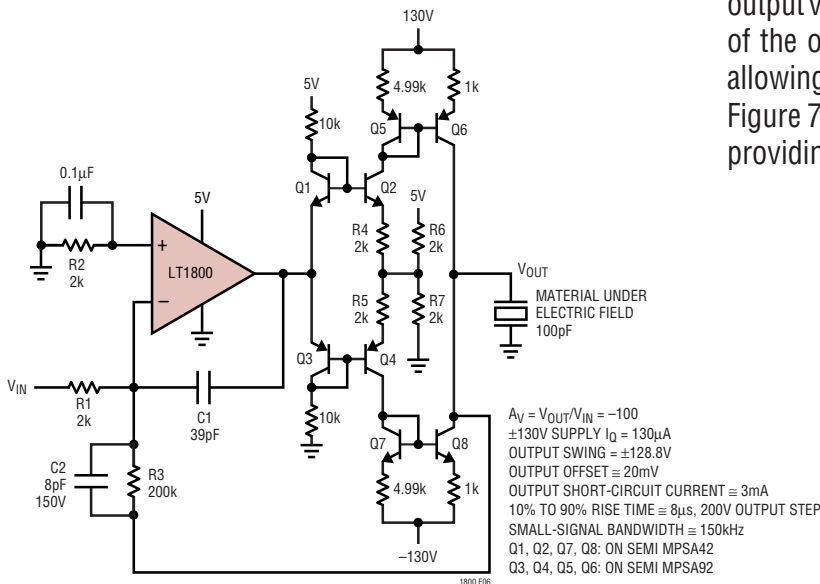 130V
output v
of the o
allowing
Figure 7
providin
4.99k
1k
5V
10k
Q5
Q6
0.1µF
5V
Q1
Q2
5V
R4
2k
R6
2k
+
LT1800
–
R2
2k
VOUT
MATERIAL UNDER
ELECTRIC FIELD
100pF
R5
2k
R7
2k
Q3
Q4
VIN
R1
2k
C1
39pF
10k
Q7
Q8
C2
8pF
150V
R3
200k
4.99k
1k
–130V
AV = VOUT/VIN = –100
±130V SUPPLY IQ = 130µA
OUTPUT SWING = ±128.8V
OUTPUT OFFSET ≅ 20mV
OUTPUT SHORT-CIRCUIT CURRENT ≅ 3mA
10% TO 90% RISE TIME ≅ 8µs, 200V OUTPUT STEP
SMALL-SIGNAL BANDWIDTH ≅ 150kHz
Q1, Q2, Q7, Q8: ON SEMI MPSA42
Q3, Q4, Q5, Q6: ON SEMI MPSA92
1800 F06